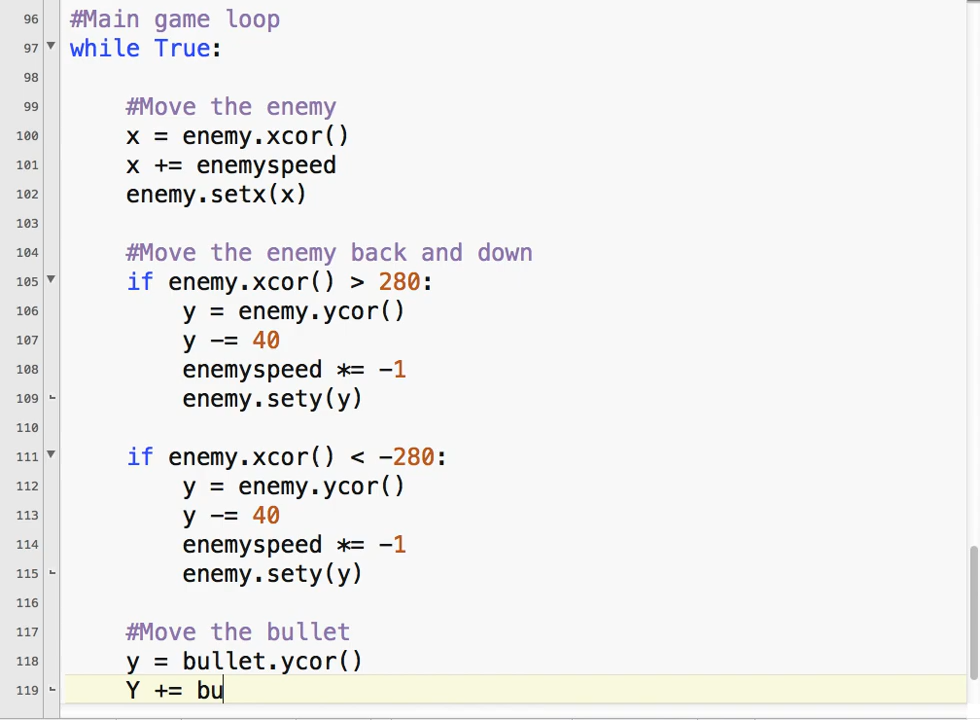 96 #Main game loop
97 while True:
98
99     #Move the enemy
100     x = enemy.xcor()
101     x += enemyspeed
102     enemy.setx(x)
103
104     #Move the enemy back and down
105     if enemy.xcor() > 280:
106         y = enemy.ycor()
107         y -= 40
108         enemyspeed *= -1
109         enemy.sety(y)
110
111     if enemy.xcor() < -280:
112         y = enemy.ycor()
113         y -= 40
114         enemyspeed *= -1
115         enemy.sety(y)
116
117     #Move the bullet
118     y = bullet.ycor()
119     Y += bu